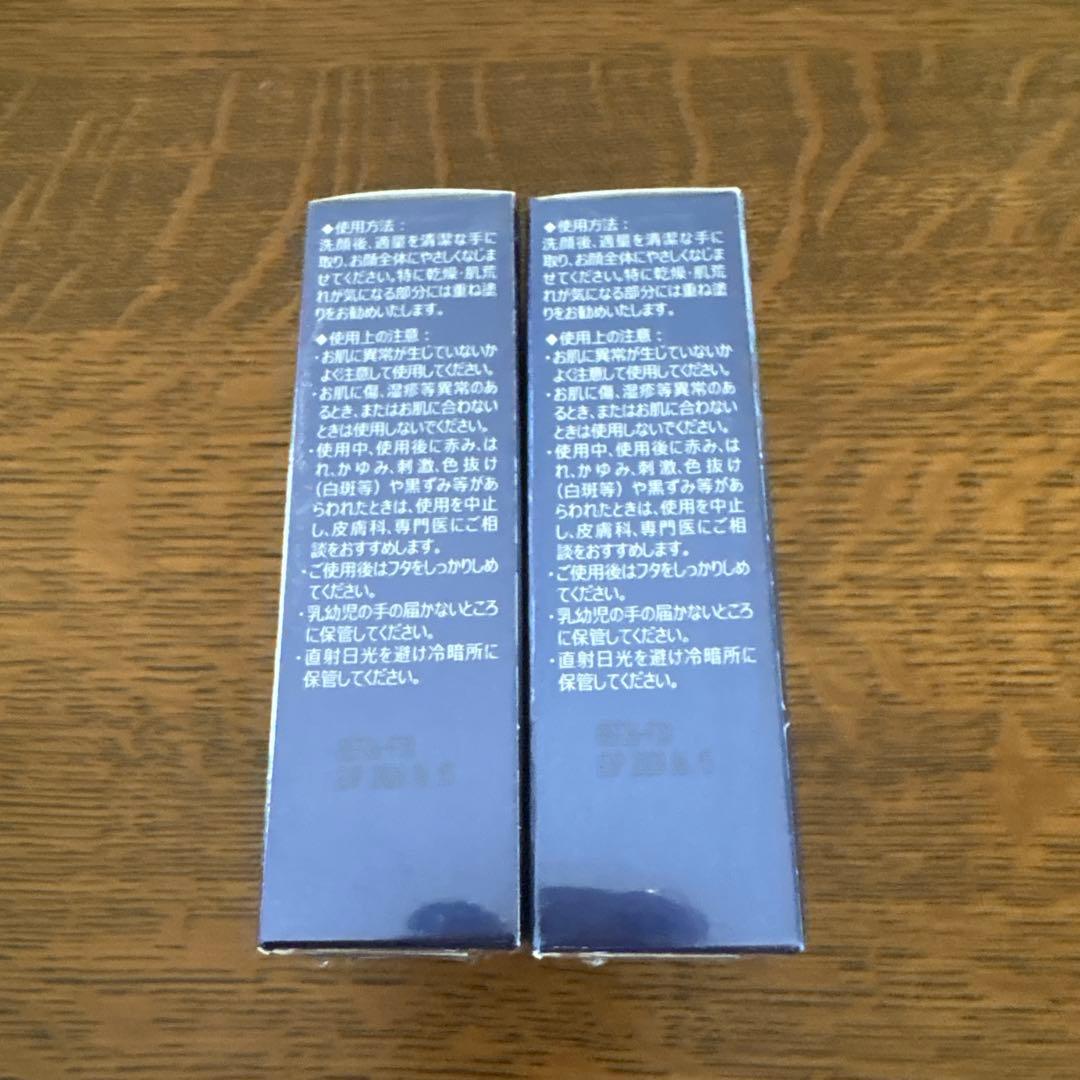 ◆使用方法：
洗顔後、適量を清潔な手に
取り、お顔全体にやさしくなじま
せてください。特に乾燥・肌荒
れが気になる部分には重ね塗
りをお勧めいたします。
◆使用上の注意：
・お肌に異常が生じていないか
よく注意して使用してください。
・お肌に傷、湿疹等異常のあ
るとき、またはお肌に合わない
ときは使用しないでください。
・使用中、使用後に赤み、は
れ、かゆみ、刺激、色抜け
（白斑等）や黒ずみ等があ
らわれたときは、使用を中止
し、皮膚科、専門医にご相
談をおすすめします。
・ご使用後はフタをしっかりしめ
てください。
・乳幼児の手の届かないところ
に保管してください。
・直射日光を避け冷暗所に
保管してください。
◆使用方法：
洗顔後、適量を清潔な手に
取り、お顔全体にやさしくなじま
せてください。特に乾燥・肌荒
れが気になる部分には重ね塗
りをお勧めいたします。
◆使用上の注意：
・お肌に異常が生じていないか
よく注意して使用してください。
・お肌に傷、湿疹等異常のあ
るとき、またはお肌に合わない
ときは使用しないでください。
・使用中、使用後に赤み、は
れ、かゆみ、刺激、色抜け
（白斑等）や黒ずみ等があ
らわれたときは、使用を中止
し、皮膚科、専門医にご相
談をおすすめします。
・ご使用後はフタをしっかりしめ
てください。
・乳幼児の手の届かないところ
に保管してください。
・直射日光を避け冷暗所に
保管してください。